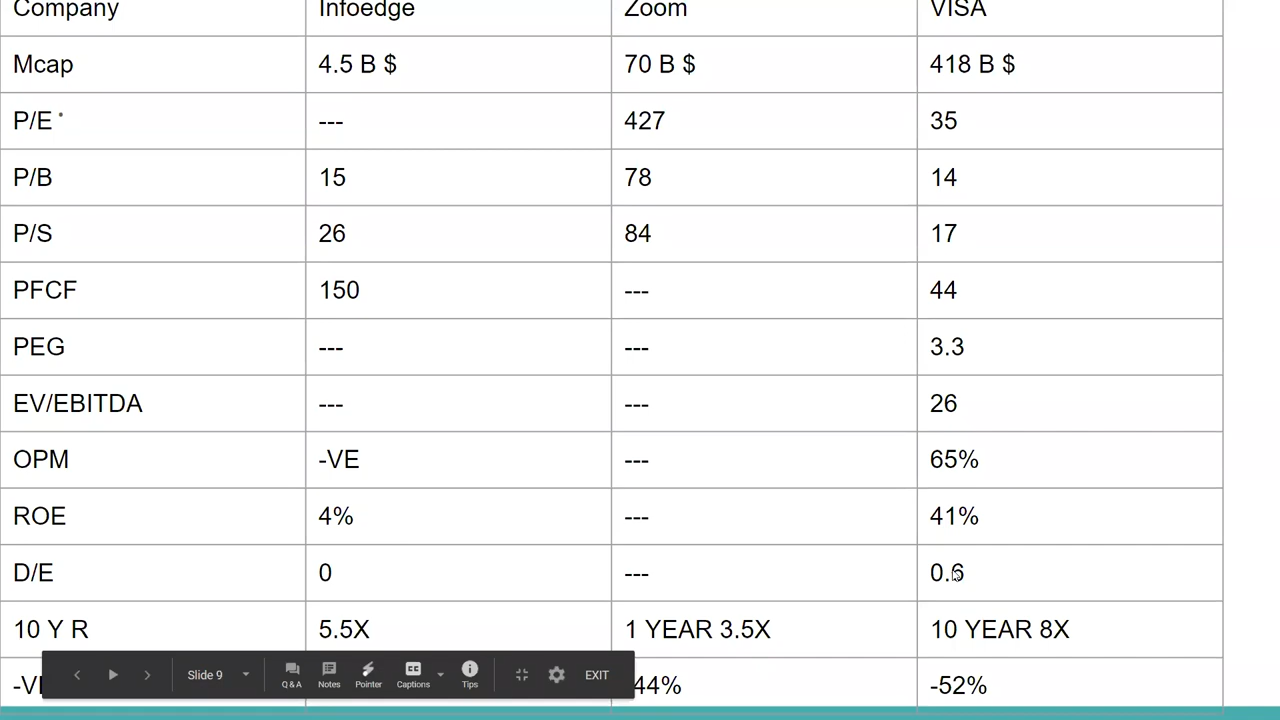 Company Infoedge Zoom VISA
Mcap 4.5 B $ 70 B $ 418 B $
P/E --- 427 35
P/B 15 78 14
P/S 26 84 17
PFCF 150 --- 44
PEG --- --- 3.3
EV/EBITDA --- --- 26
OPM -VE --- 65%
ROE 4% --- 41%
D/E 0 --- 0.6
10 Y R 5.5X 1 YEAR 3.5X 10 YEAR 8X
44% -52%
Slide 9 Q & A Notes Pointer CC Captions Tips EXIT